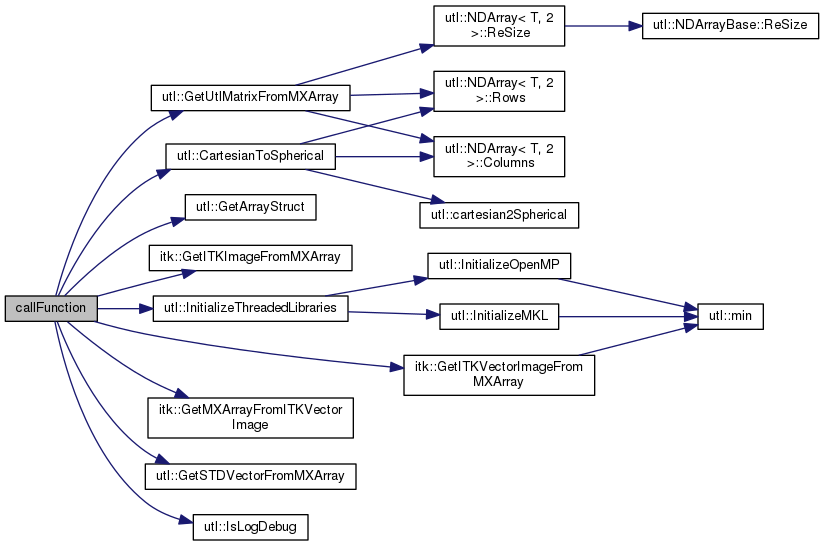 callFunction
utl::GetUtlMatrixFromMXArray
utl::NDArray< T, 2
>::ReSize
utl::NDArrayBase::ReSize
utl::NDArray< T, 2
>::Rows
utl::NDArray< T, 2
>::Columns
utl::CartesianToSpherical
utl::cartesian2Spherical
utl::GetArrayStruct
itk::GetITKImageFromMXArray
utl::InitializeThreadedLibraries
utl::InitializeOpenMP
utl::InitializeMKL
utl::min
itk::GetITKVectorImageFrom
MXArray
itk::GetMXArrayFromITKVector
Image
utl::GetSTDVectorFromMXArray
utl::IsLogDebug